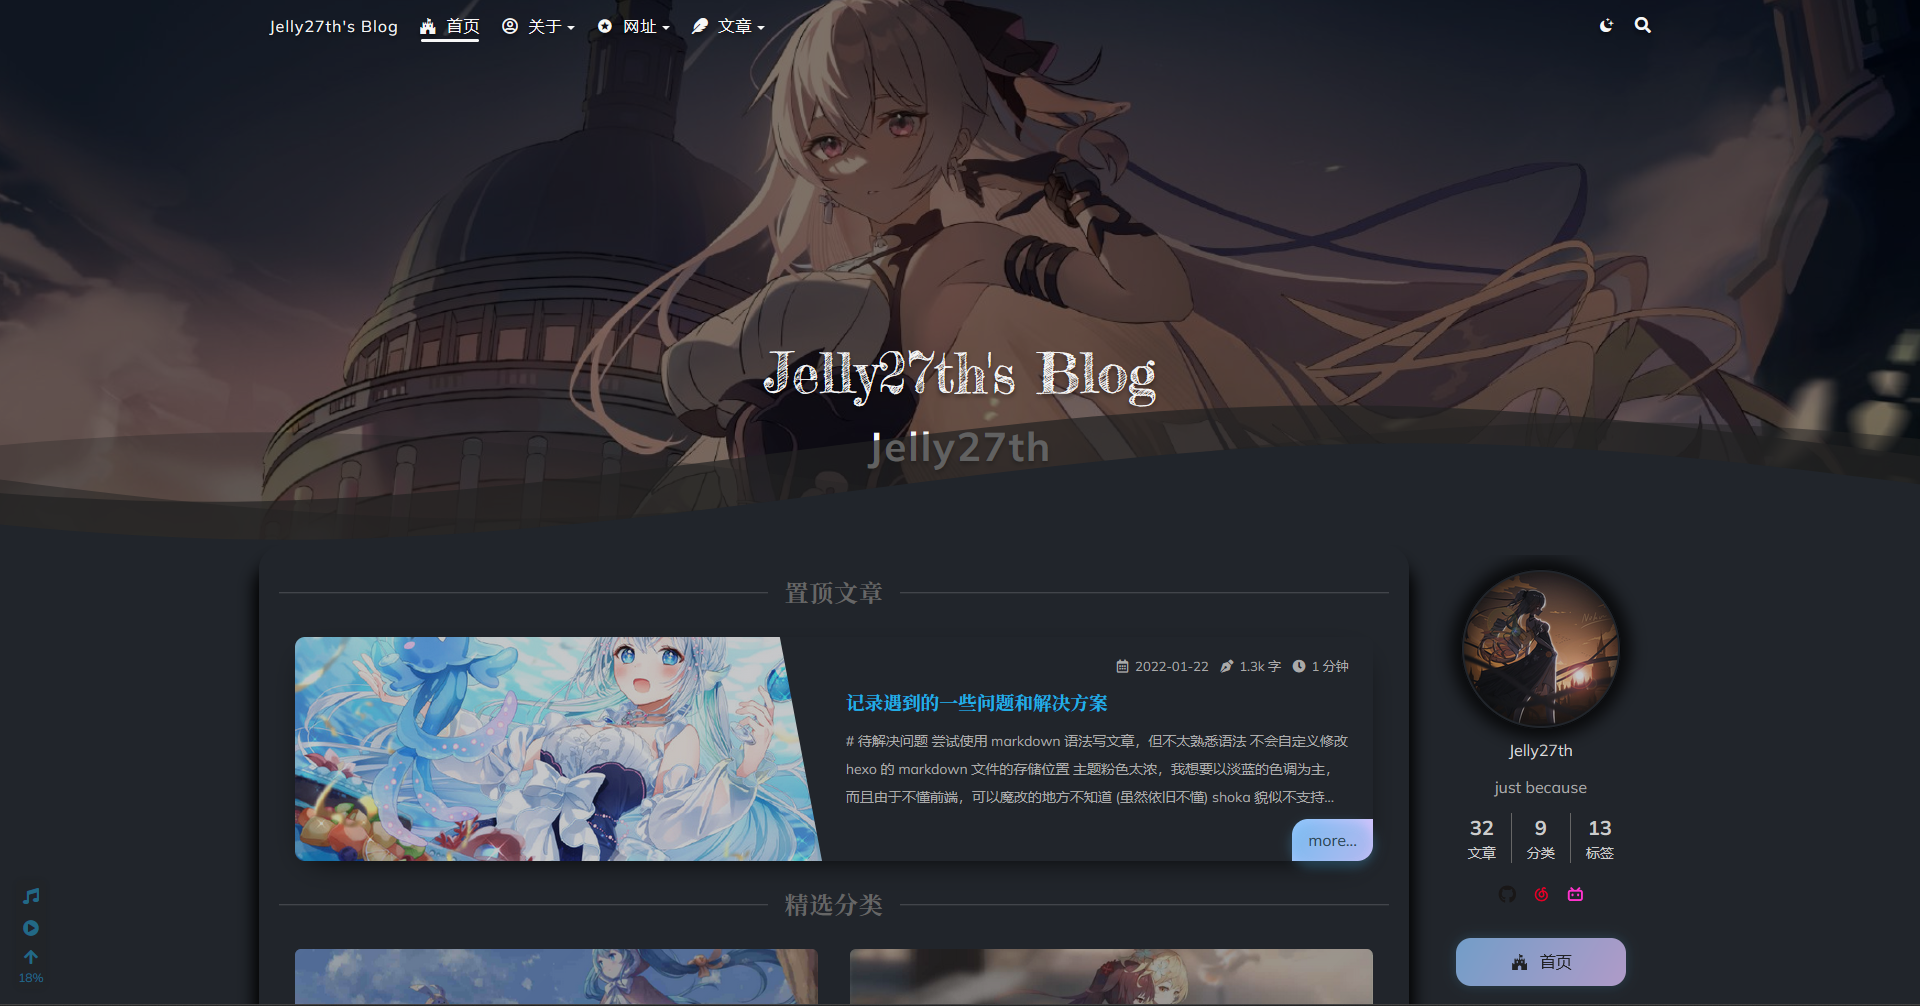 Jelly27th's Blog 首页 关于 网址 文章
Jelly27th's Blog
Jelly27th
置顶文章
2022-01-22 1.3k 字 1 分钟
记录遇到的一些问题和解决方案
# 待解决问题 尝试使用 markdown 语法写文章，但不太熟悉语法 不会自定义修改
hexo 的 markdown 文件的存储位置 主题粉色太浓，我想要以淡蓝的色调为主，
而且由于不懂前端，可以魔改的地方不知道 (虽然依旧不懂) shoka 貌似不支持...
more...
精选分类
Jelly27th
just because
32 9 13
文章 分类 标签
首页
18%